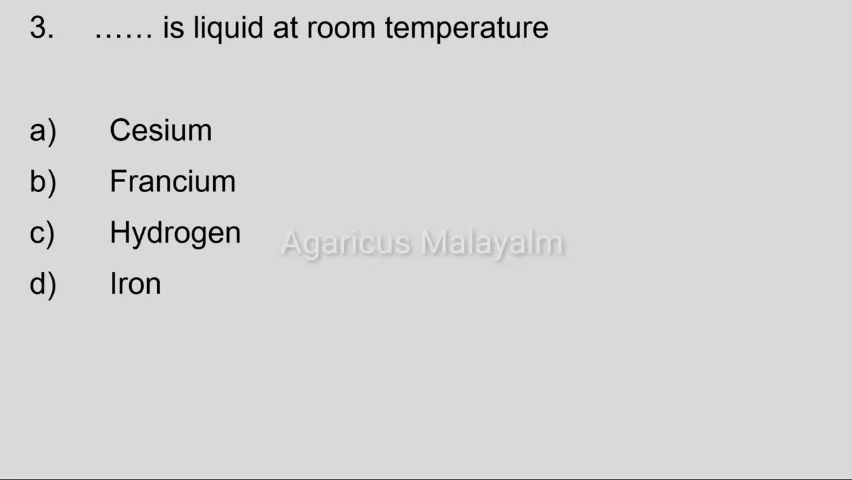 3. …… is liquid at room temperature
a) Cesium
b) Francium
c) Hydrogen
Agaricus Malayalm
d) Iron